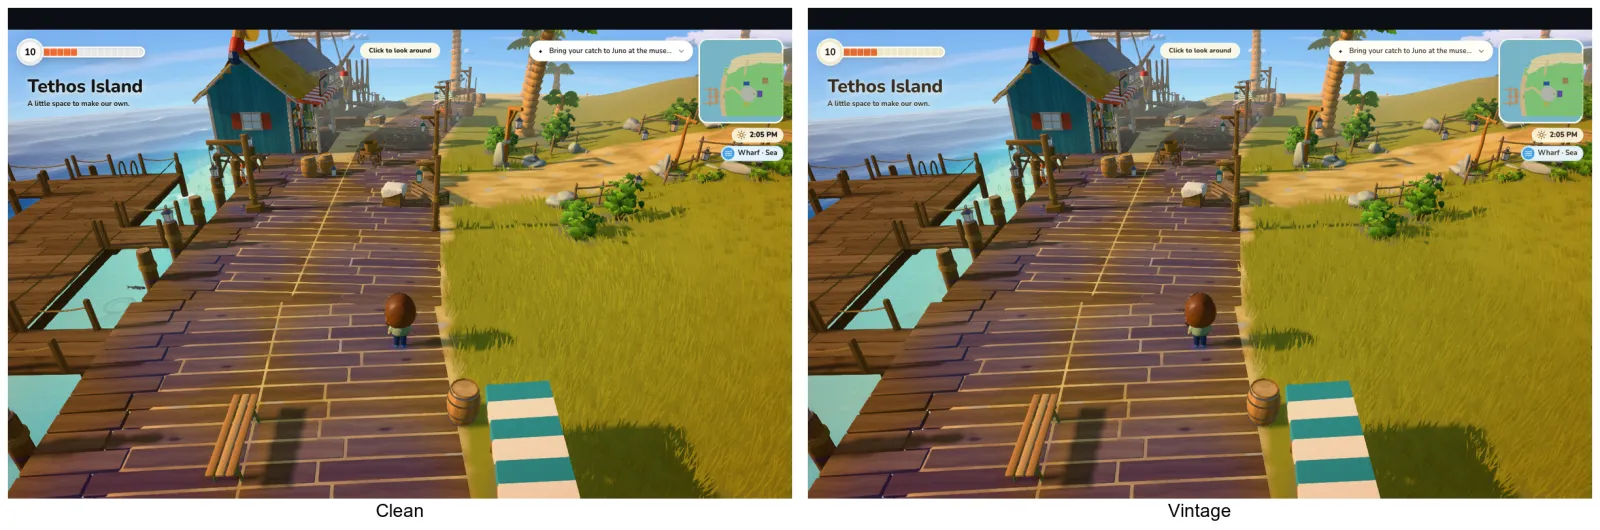 10
Click to look around
Bring your catch to Juno at the muse...
Tethos Island
A little space to make our own.
2:05 PM
Wharf · Sea
Clean
10
Click to look around
Bring your catch to Juno at the muse...
Tethos Island
A little space to make our own.
2:05 PM
Wharf · Sea
Vintage